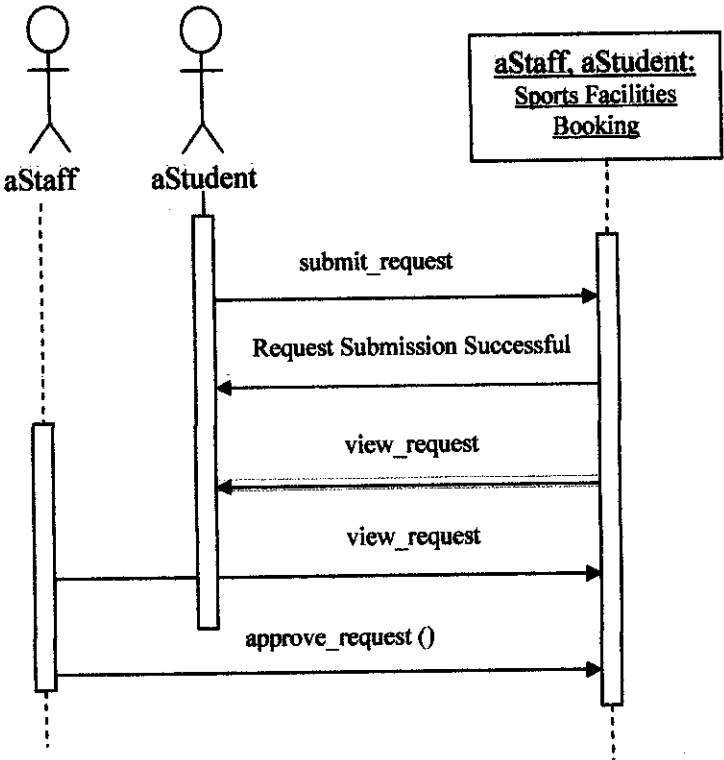 aStaff, aStudent:
Sports Facilities
Booking
aStaff
aStudent
submit_request
Request Submission Successful
view_request
view_request
approve_request ()